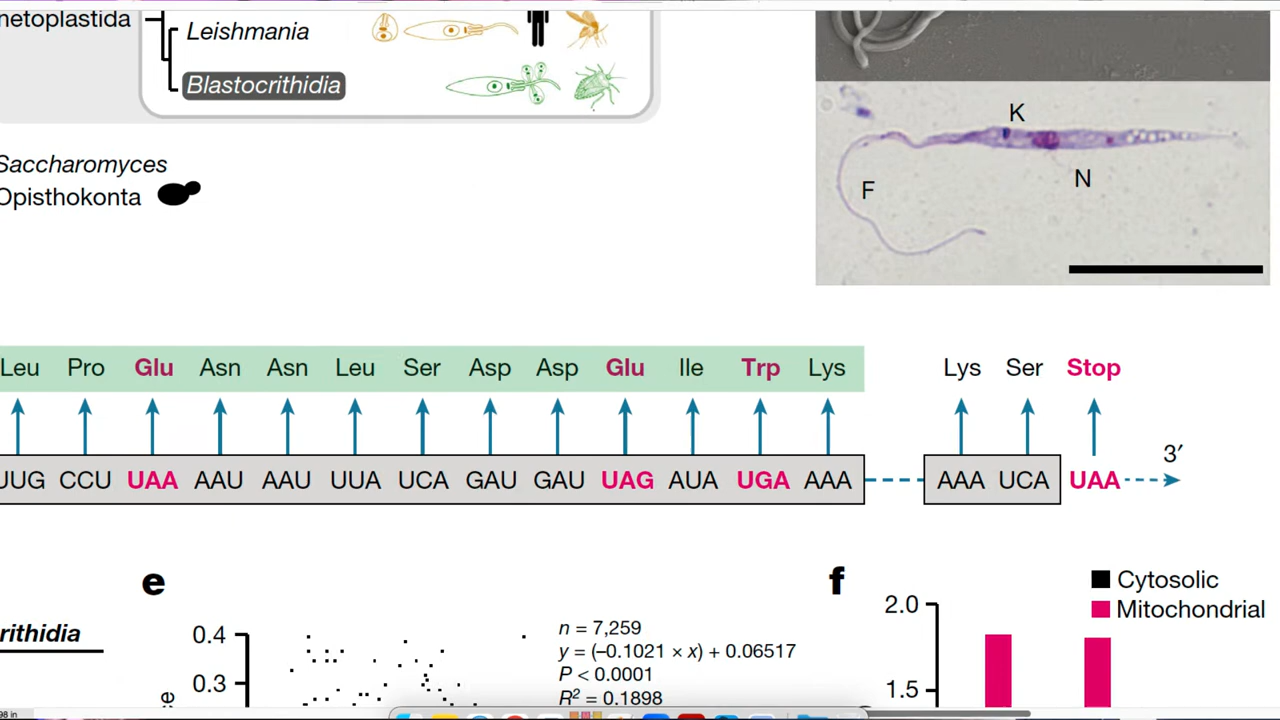 netoplastida
Leishmania
Blastocrithidia
Saccharomyces
Opisthokonta
K
N
F
Leu Pro Glu Asn Asn Leu Ser Asp Asp Glu Ile Trp Lys Lys Ser Stop
UUG CCU UAA AAU AAU UUA UCA GAU GAU UAG AUA UGA AAA AAA UCA UAA 3′
e
f
Cytosolic
Mitochondrial
2.0
1.5
rithidia
0.4
0.3
n = 7,259
y = (–0.1021 × x) + 0.06517
P < 0.0001
R² = 0.1898